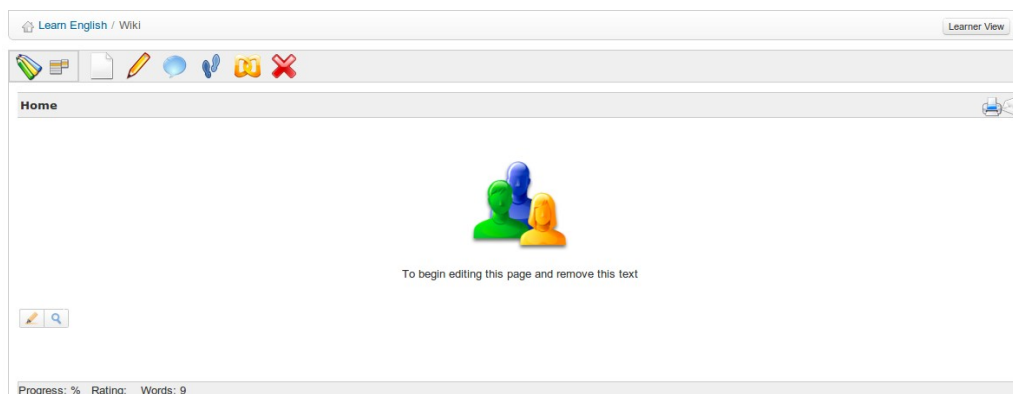 Learn English / Wiki
Learner View
Home
To begin editing this page and remove this text
Progress: % Rating: Words: 9